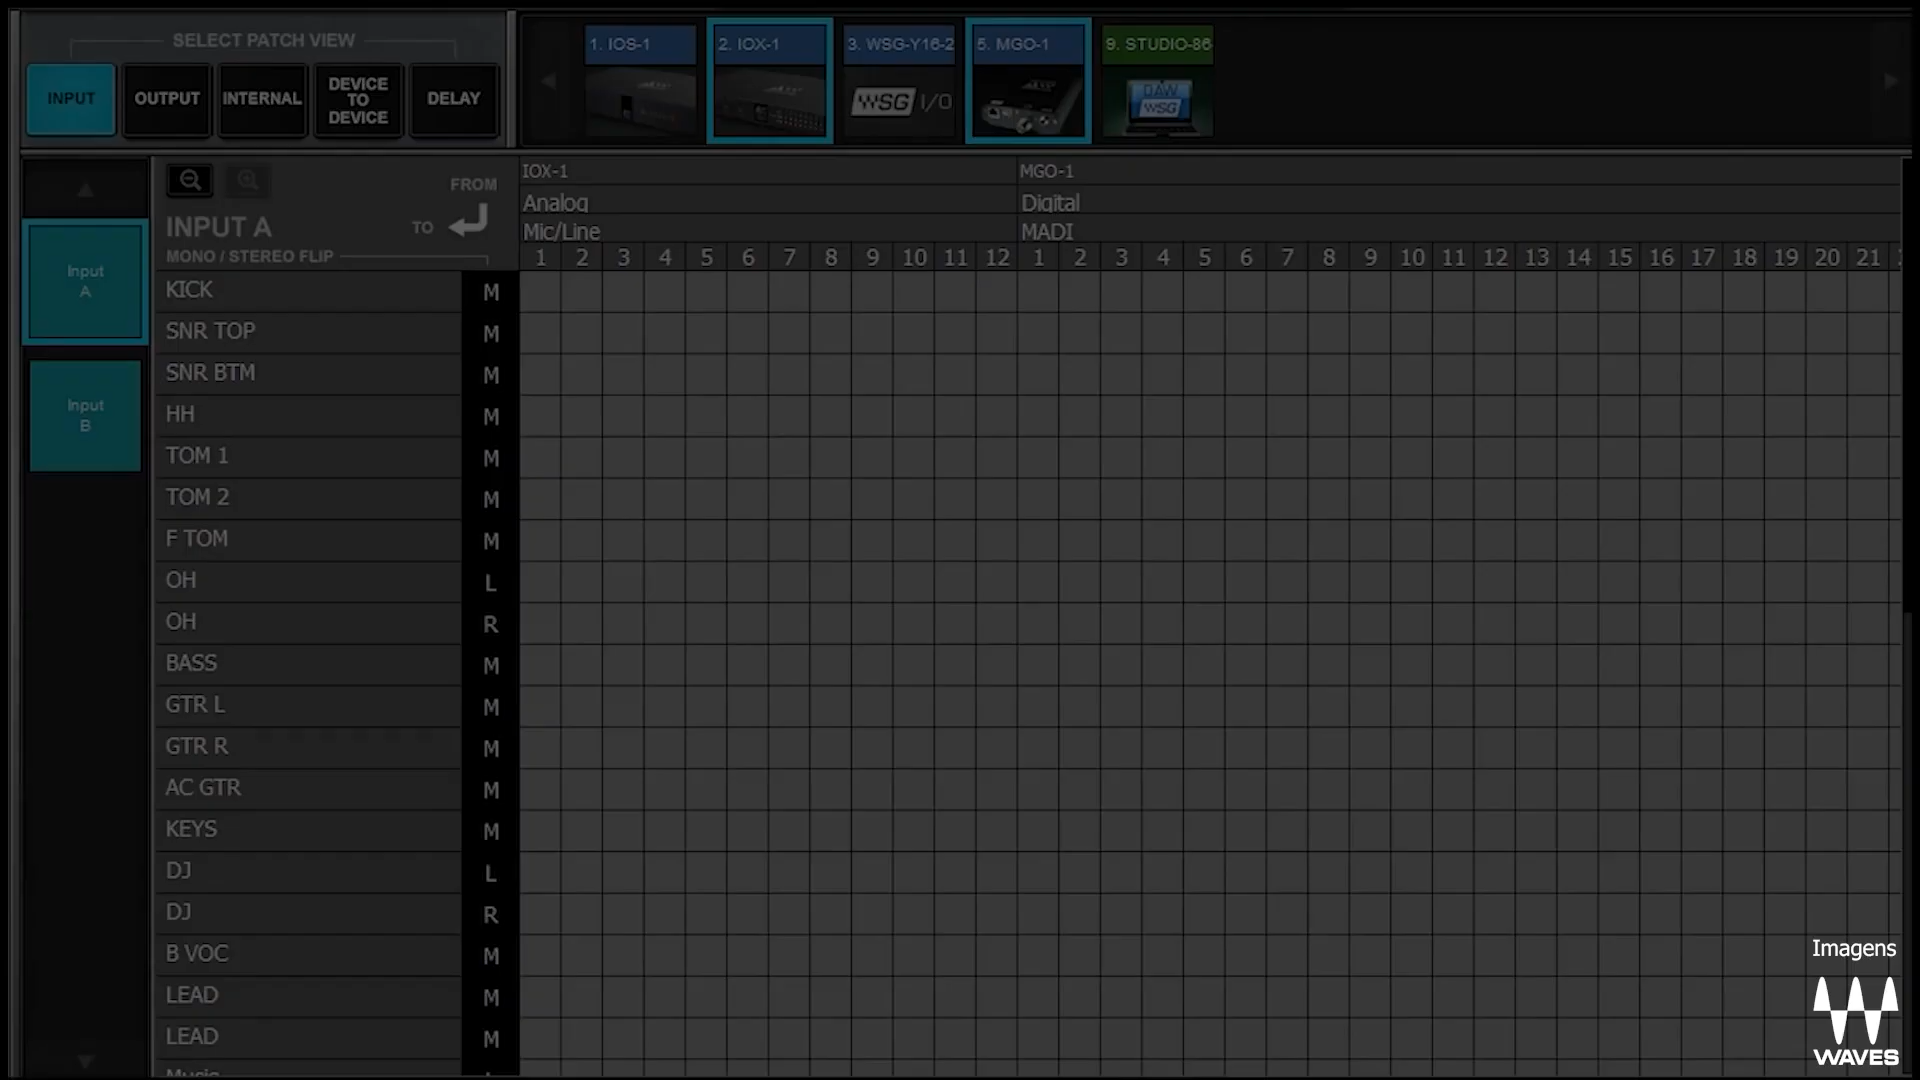 SELECT PATCH VIEW
INPUT
OUTPUT
INTERNAL
DEVICE
TO
DEVICE
DELAY
1. IOS-1
2. IOX-1
3. WSG-Y16-2
WSG I/O
5. MGO-1
9. STUDIO-86
DAW
WSG
Input
A
Input
B
FROM
INPUT A
TO
MONO / STEREO FLIP
IOX-1
MGO-1
Analog
Digital
Mic/Line
MADI
1 2 3 4 5 6 7 8 9 10 11 12 1 2 3 4 5 6 7 8 9 10 11 12 13 14 15 16 17 18 19 20 21
KICK M
SNR TOP M
SNR BTM M
HH M
TOM 1 M
TOM 2 M
F TOM M
OH L
OH R
BASS M
GTR L M
GTR R M
AC GTR M
KEYS M
DJ L
DJ R
B VOC M
LEAD M
LEAD M
Music
Imagens
WAVES